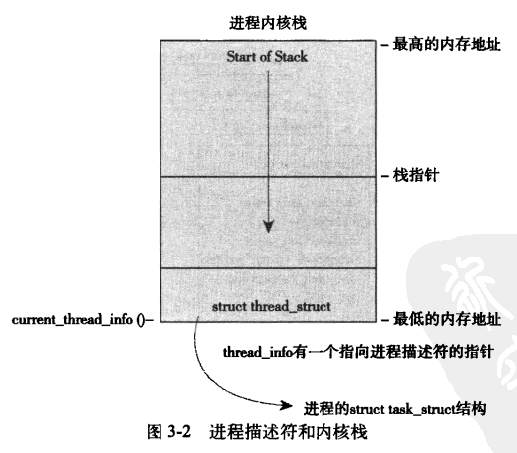 进程内核栈
最高的内存地址
Start of Stack
栈指针
struct thread_struct
current_thread_info ()
最低的内存地址
thread_info有一个指向进程描述符的指针
进程的struct task_struct结构
图 3-2 进程描述符和内核栈